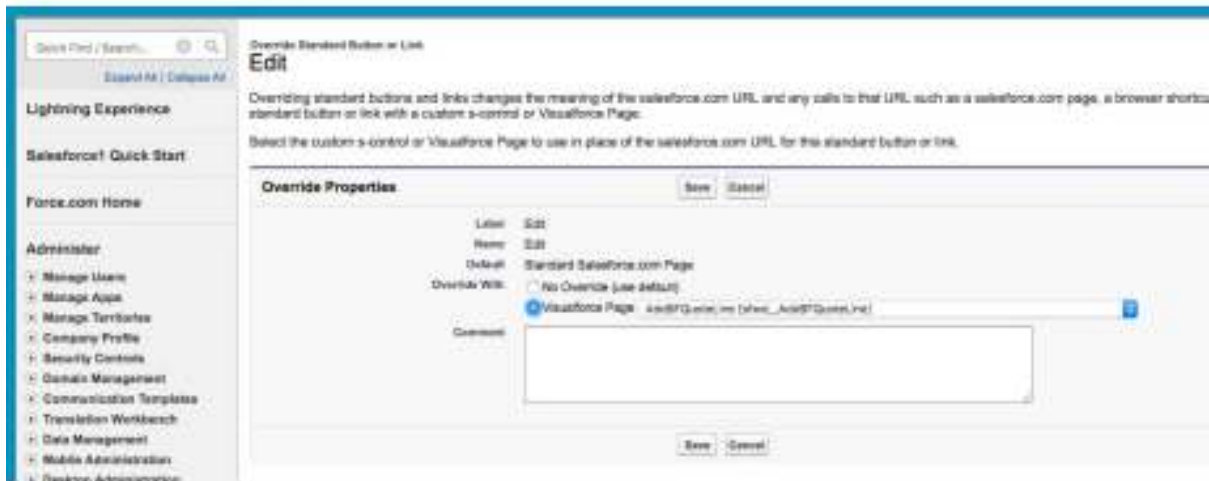 Quick Find / Search...
Expand All | Collapse All
Lightning Experience
Salesforce1 Quick Start
Force.com Home
Administer
Manage Users
Manage Apps
Manage Territories
Company Profile
Security Controls
Domain Management
Communication Templates
Translation Workbench
Data Management
Mobile Administration
Desktop Administration
Override Standard Button or Link
Edit
Overriding standard buttons and links changes the meaning of the salesforce.com URL and any calls to that URL such as a salesforce.com page, a browser shortcu
standard button or link with a custom s-control or Visualforce Page.
Select the custom s-control or Visualforce Page to use in place of the salesforce.com URL for this standard button or link.
Override Properties
Save Cancel
Label Edit
Name Edit
Default Standard Salesforce.com Page
Override With No Override (use default)
Visualforce Page
Comment
Save Cancel